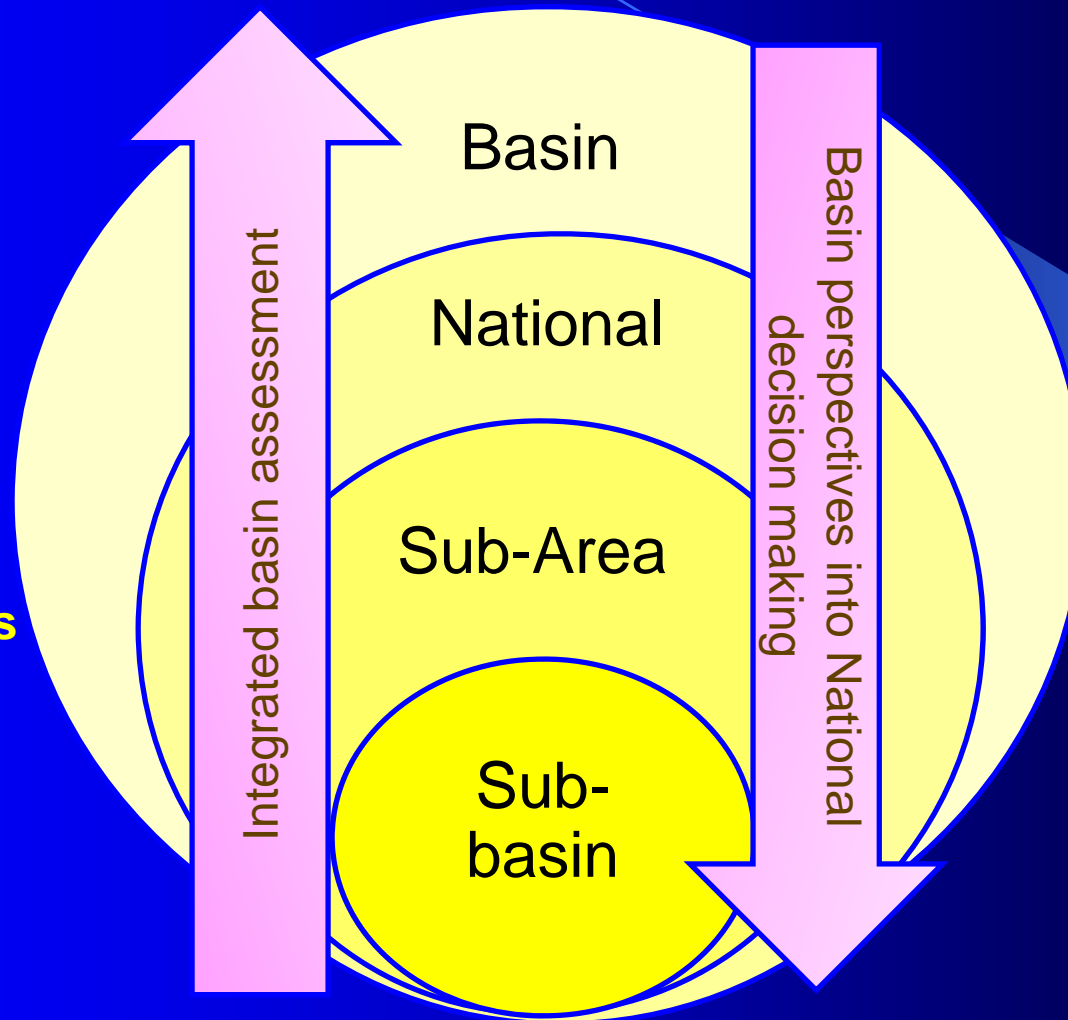 Basin
National
Sub-Area
Sub-
basin
Integrated basin assessment
Basin perspectives into National
decision making
s